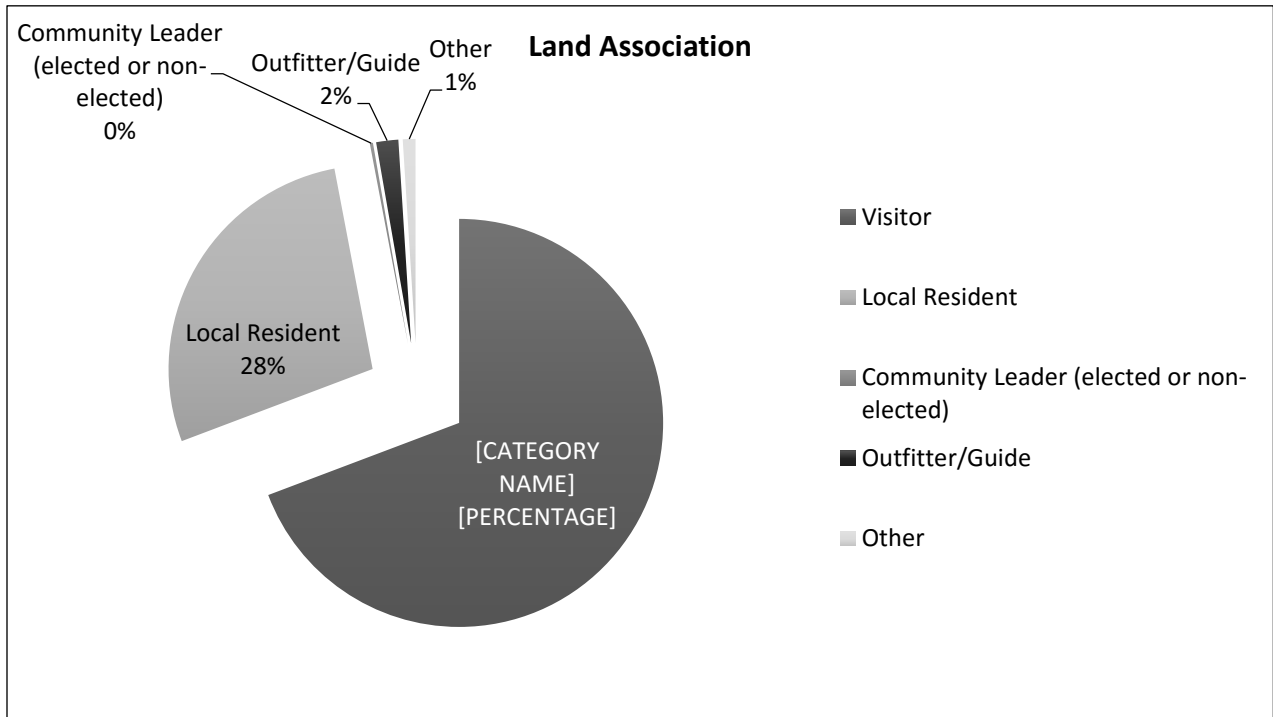 Land Association
Community Leader
(elected or non-
elected)
0%
Outfitter/Guide
2%
Other
1%
Local Resident
28%
[CATEGORY
NAME]
[PERCENTAGE]
Visitor
Local Resident
Community Leader (elected or non-
elected)
Outfitter/Guide
Other